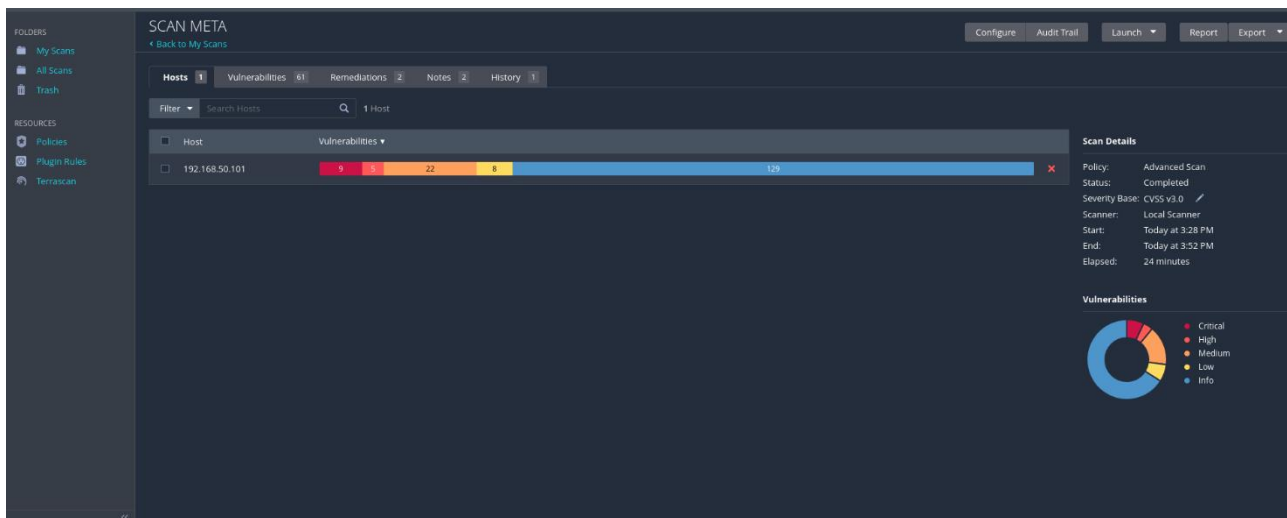 FOLDERS
My Scans
All Scans
Trash
RESOURCES
Policies
Plugin Rules
Terrascan
SCAN META
Back to My Scans
Configure Audit Trail Launch Report Export
Hosts 1 Vulnerabilities 61 Remediations 2 Notes 2 History 1
Filter Search Hosts 1 Host
Host Vulnerabilities
192.168.50.101 9 5 22 8 129
Scan Details
Policy: Advanced Scan
Status: Completed
Severity Base: CVSS v3.0
Scanner: Local Scanner
Start: Today at 3:28 PM
End: Today at 3:52 PM
Elapsed: 24 minutes
Vulnerabilities
Critical
High
Medium
Low
Info